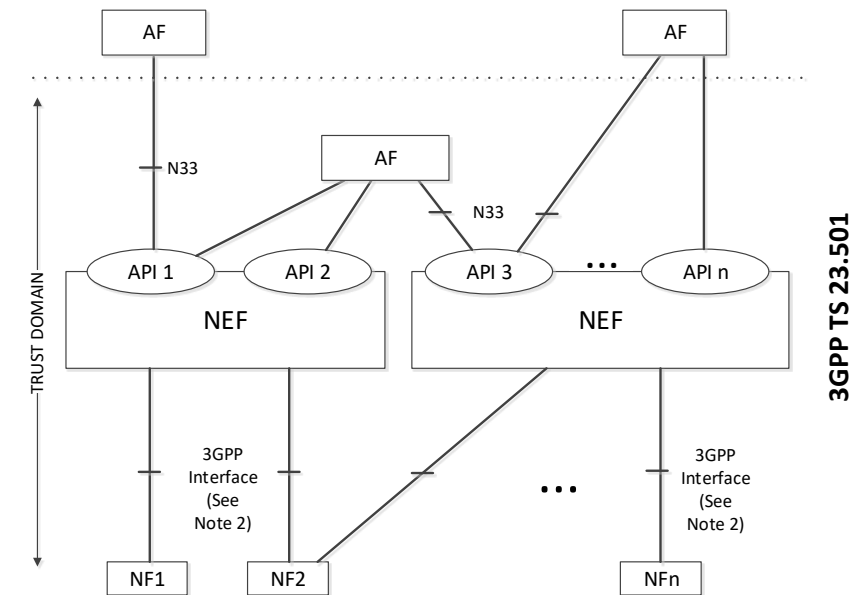 AF
AF
AF
N33
N33
API 1
API 2
API 3
...
API n
NEF
NEF
TRUST DOMAIN
3GPP TS 23.501
3GPP
Interface
(See
Note 2)
3GPP
Interface
(See
Note 2)
...
NF1
NF2
NFn